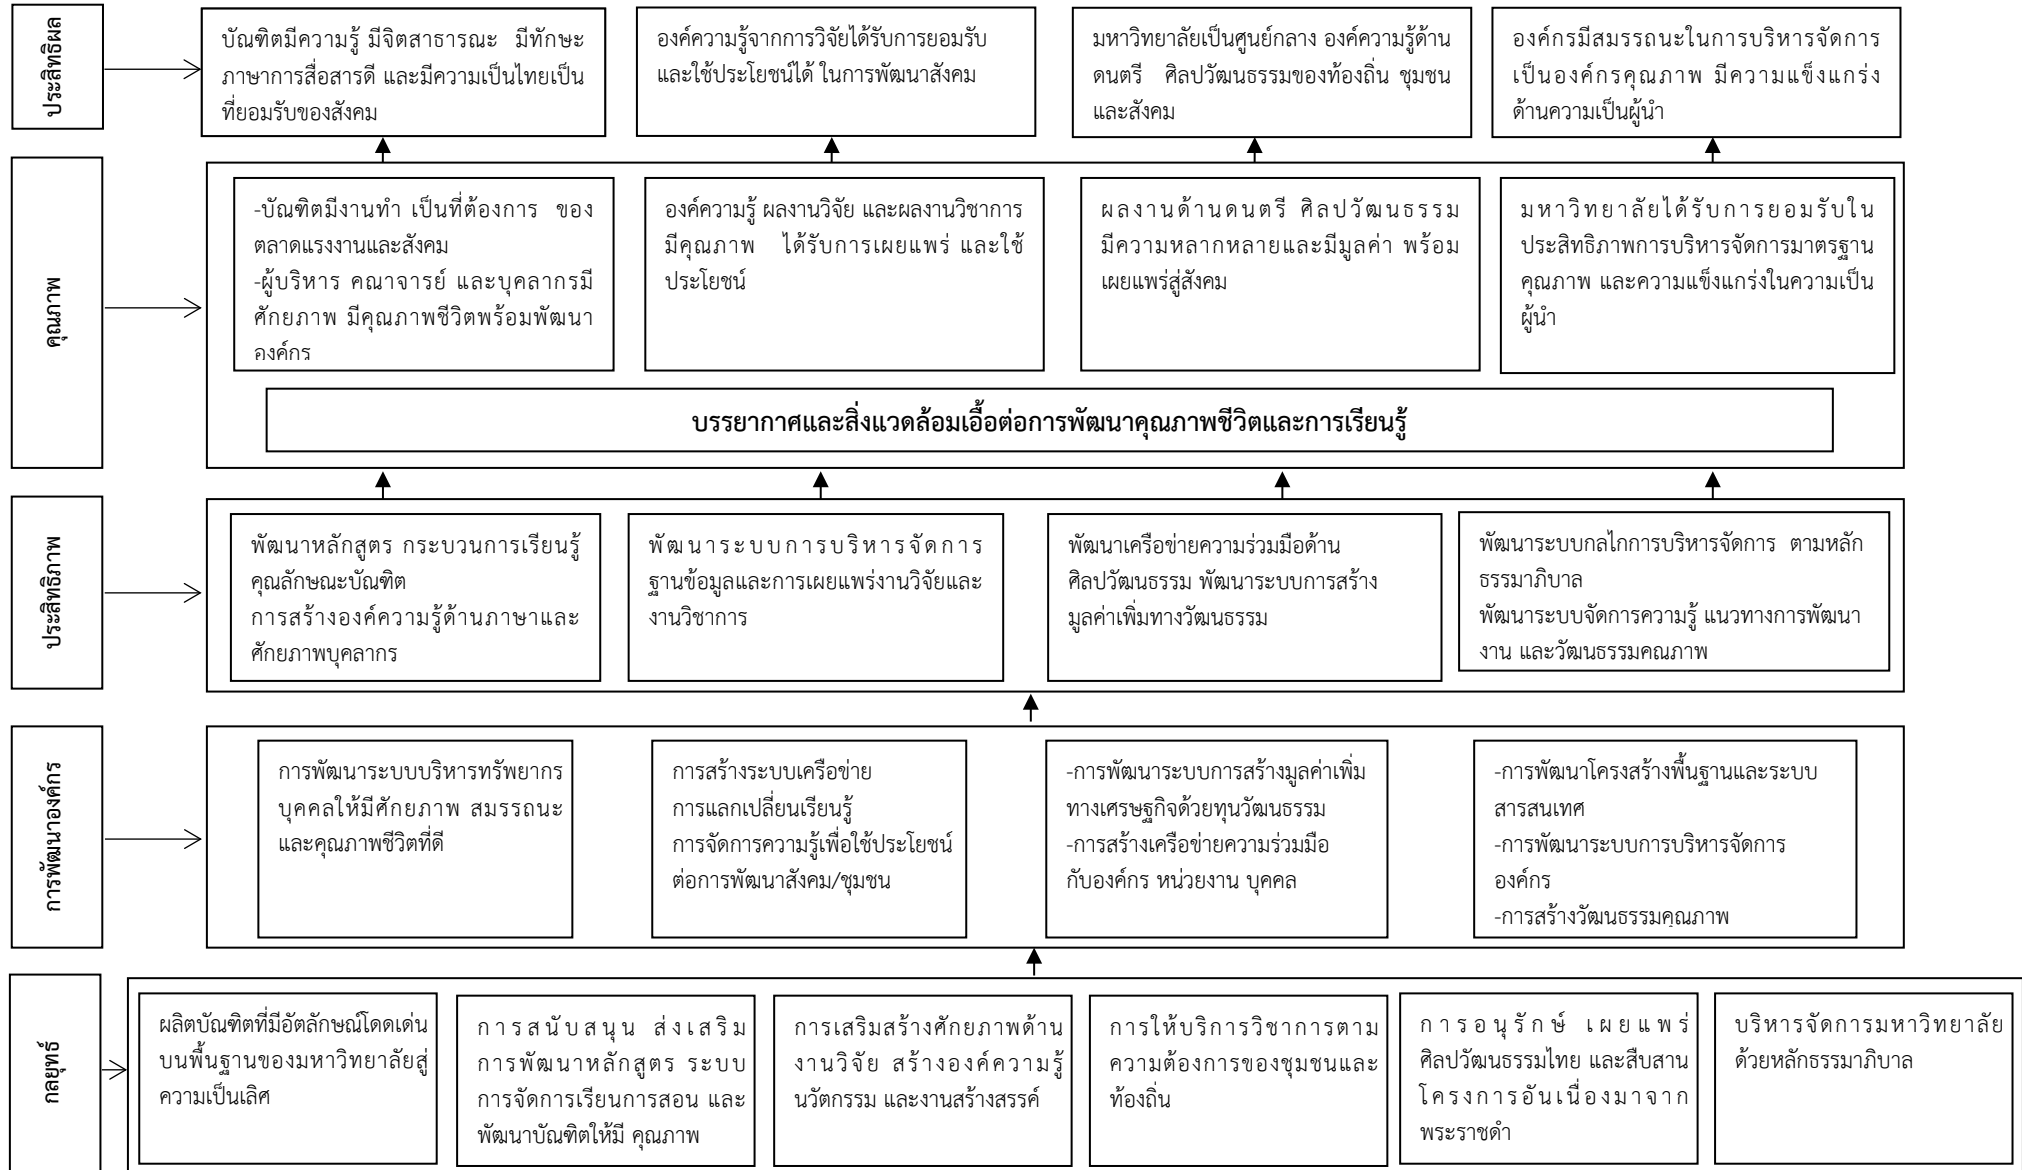 ประสิทธิผล
บัณฑิตมีความรู้ มีจิตสาธารณะ มีทักษะ
ภาษาการสื่อสารดี และมีความเป็นไทยเป็น
ที่ยอมรับของสังคม
องค์ความรู้จากการวิจัยได้รับการยอมรับ
และใช้ประโยชน์ได้ ในการพัฒนาสังคม
มหาวิทยาลัยเป็นศูนย์กลาง องค์ความรู้ด้าน
ดนตรี ศิลปวัฒนธรรมของท้องถิ่น ชุมชน
และสังคม
องค์กรมีสมรรถนะในการบริหารจัดการ
เป็นองค์กรคุณภาพ มีความแข็งแกร่ง
ด้านความเป็นผู้นำ
คุณภาพ
-บัณฑิตมีงานทำ เป็นที่ต้องการ ของ
ตลาดแรงงานและสังคม
-ผู้บริหาร คณาจารย์ และบุคลากรมี
ศักยภาพ มีคุณภาพชีวิตพร้อมพัฒนา
องค์กร
องค์ความรู้ ผลงานวิจัย และผลงานวิชาการ
มีคุณภาพ ได้รับการเผยแพร่ และใช้
ประโยชน์
ผลงานด้านดนตรี ศิลปวัฒนธรรม
มีความหลากหลายและมีมูลค่า พร้อม
เผยแพร่สู่สังคม
มหาวิทยาลัยได้รับการยอมรับใน
ประสิทธิภาพการบริหารจัดการมาตรฐาน
คุณภาพ และความแข็งแกร่งในความเป็น
ผู้นำ
บรรยากาศและสิ่งแวดล้อมเอื้อต่อการพัฒนาคุณภาพชีวิตและการเรียนรู้
ประสิทธิภาพ
พัฒนาหลักสูตร กระบวนการเรียนรู้
คุณลักษณะบัณฑิต
การสร้างองค์ความรู้ด้านภาษาและ
ศักยภาพบุคลากร
พัฒนาระบบการบริหารจัดการ
ฐานข้อมูลและการเผยแพร่งานวิจัยและ
งานวิชาการ
พัฒนาเครือข่ายความร่วมมือด้าน
ศิลปวัฒนธรรม พัฒนาระบบการสร้าง
มูลค่าเพิ่มทางวัฒนธรรม
พัฒนาระบบกลไกการบริหารจัดการ ตามหลัก
ธรรมาภิบาล
พัฒนาระบบจัดการความรู้ แนวทางการพัฒนา
งาน และวัฒนธรรมคุณภาพ
การพัฒนาองค์กร
การพัฒนาระบบบริหารทรัพยากร
บุคคลให้มีศักยภาพ สมรรถนะ
และคุณภาพชีวิตที่ดี
การสร้างระบบเครือข่าย
การแลกเปลี่ยนเรียนรู้
การจัดการความรู้เพื่อใช้ประโยชน์
ต่อการพัฒนาสังคม/ชุมชน
-การพัฒนาระบบการสร้างมูลค่าเพิ่ม
ทางเศรษฐกิจด้วยทุนวัฒนธรรม
-การสร้างเครือข่ายความร่วมมือ
กับองค์กร หน่วยงาน บุคคล
-การพัฒนาโครงสร้างพื้นฐานและระบบ
สารสนเทศ
-การพัฒนาระบบการบริหารจัดการ
องค์กร
-การสร้างวัฒนธรรมคุณภาพ
กลยุทธ์
ผลิตบัณฑิตที่มีอัตลักษณ์โดดเด่น
บนพื้นฐานของมหาวิทยาลัยสู่
ความเป็นเลิศ
การสนับสนุน ส่งเสริม
การพัฒนาหลักสูตร ระบบ
การจัดการเรียนการสอน และ
พัฒนาบัณฑิตให้มี คุณภาพ
การเสริมสร้างศักยภาพด้าน
งานวิจัย สร้างองค์ความรู้
นวัตกรรม และงานสร้างสรรค์
การให้บริการวิชาการตาม
ความต้องการของชุมชนและ
ท้องถิ่น
การอนุรักษ์ เผยแพร่
ศิลปวัฒนธรรมไทย และสืบสาน
โครงการอันเนื่องมาจาก
พระราชดำ
บริหารจัดการมหาวิทยาลัย
ด้วยหลักธรรมาภิบาล